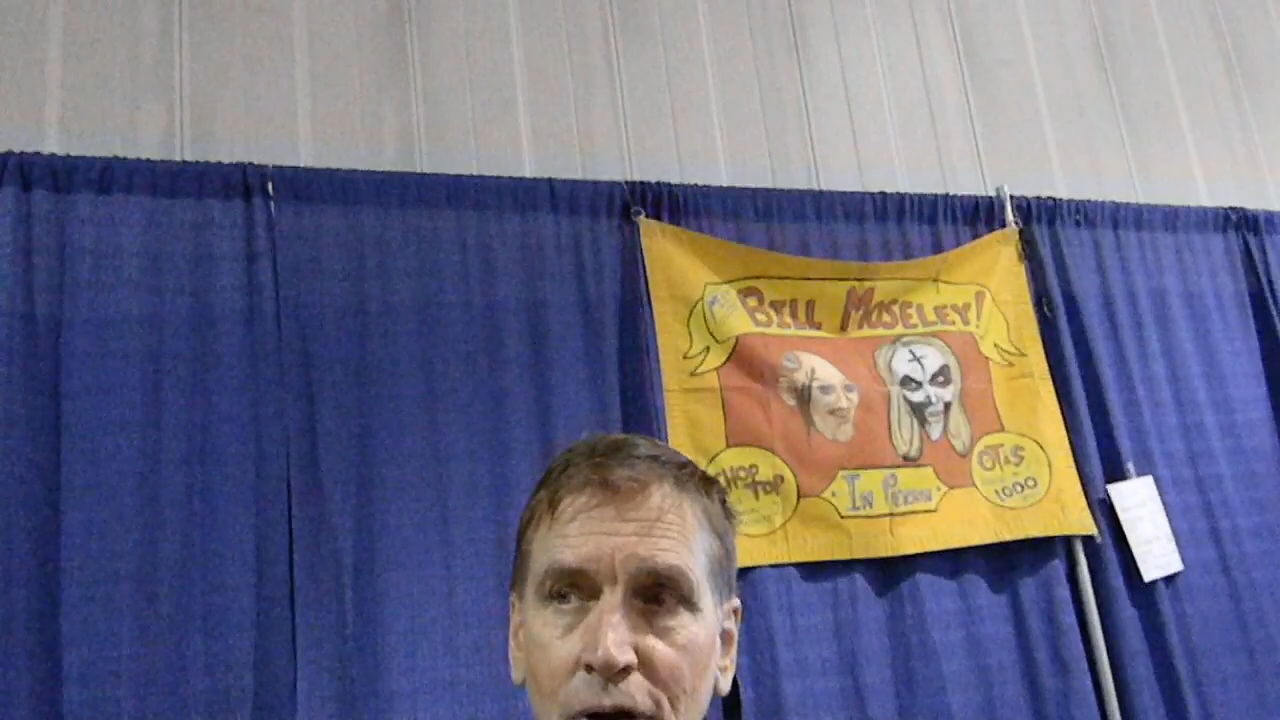 BILL MOSELEY!
CHOP
TOP
IN PERSON
OTIS
1000